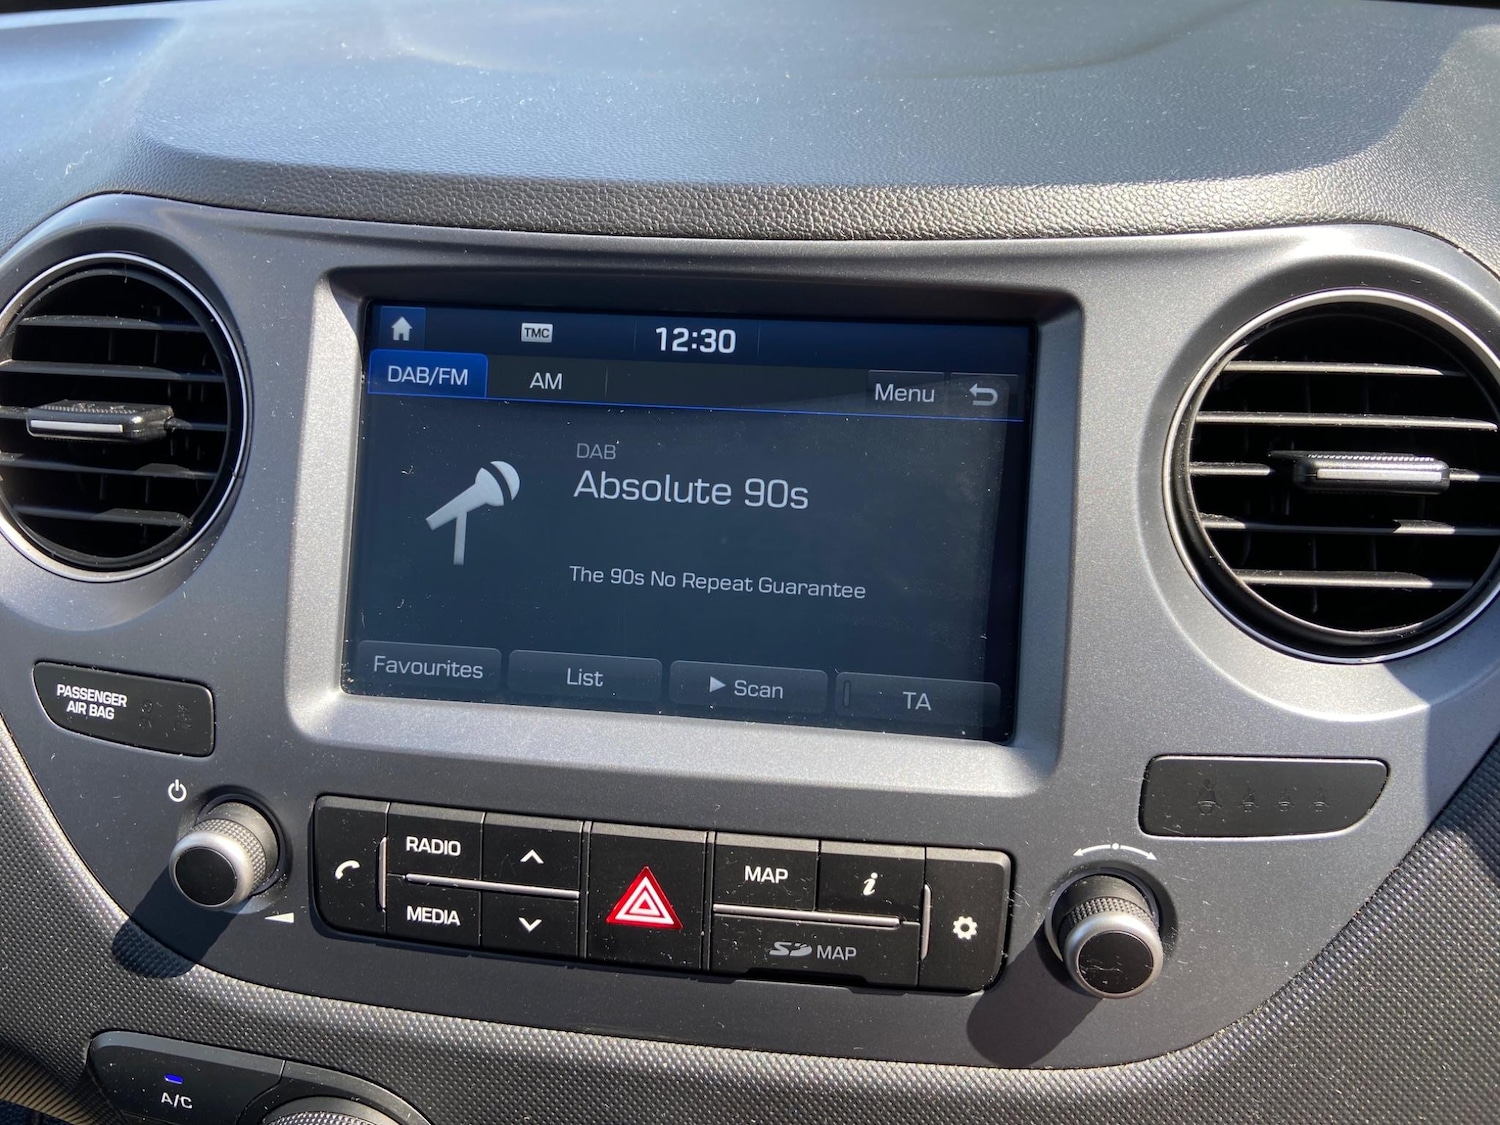 TMC
12:30
DAB/FM
AM
Menu
DAB
Absolute 90s
The 90s No Repeat Guarantee
Favourites
List
Scan
TA
PASSENGER
AIR BAG
RADIO
MEDIA
MAP
i
SD MAP
A/C